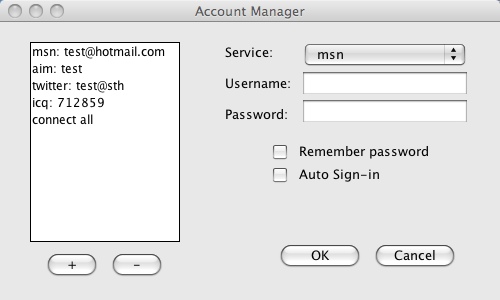 Account Manager
msn: test@hotmail.com
aim: test
twitter: test@sth
icq: 712859
connect all
+ -
Service: msn
Username:
Password:
Remember password
Auto Sign-in
OK Cancel